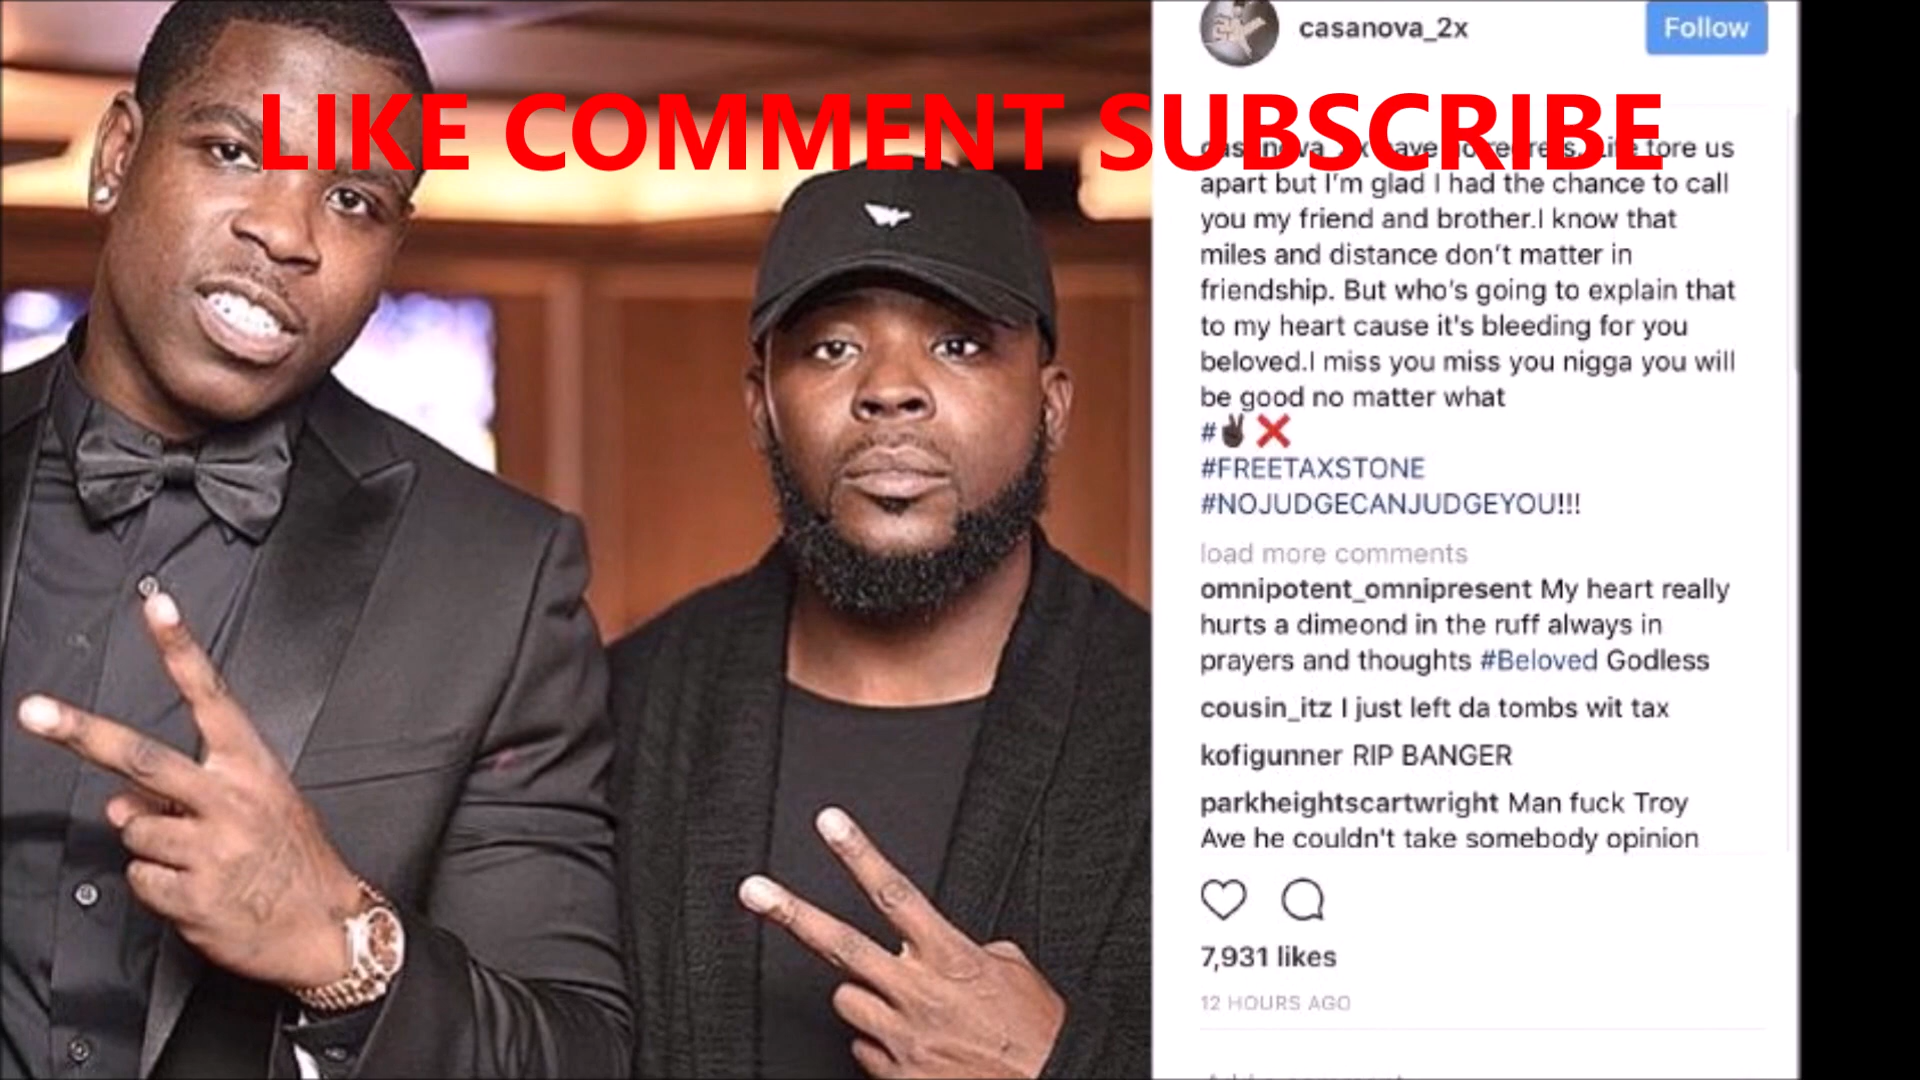 casanova_2x
Follow
LIKE COMMENT SUBSCRIBE
casanova_2x have no regrets. Life tore us
apart but I'm glad I had the chance to call
you my friend and brother.I know that
miles and distance don't matter in
friendship. But who's going to explain that
to my heart cause it's bleeding for you
beloved.I miss you miss you nigga you will
be good no matter what
#✌🏿❌
#FREETAXSTONE
#NOJUDGECANJUDGEYOU!!!
load more comments
omnipotent_omnipresent My heart really
hurts a dimeond in the ruff always in
prayers and thoughts #Beloved Godless
cousin_itz I just left da tombs wit tax
kofigunner RIP BANGER
parkheightscartwright Man fuck Troy
Ave he couldn't take somebody opinion
7,931 likes
12 HOURS AGO